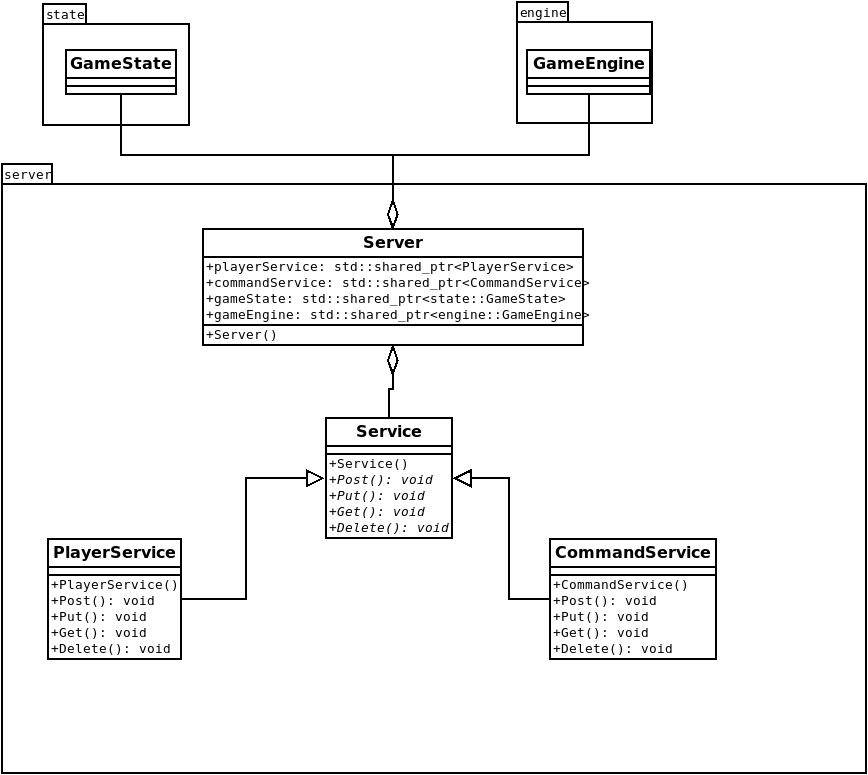 state
GameState
engine
GameEngine
server
Server
+playerService: std::shared_ptr<PlayerService>
+commandService: std::shared_ptr<CommandService>
+gameState: std::shared_ptr<state::GameState>
+gameEngine: std::shared_ptr<engine::GameEngine>
+Server()
Service
+Service()
+Post(): void
+Put(): void
+Get(): void
+Delete(): void
PlayerService
+PlayerService()
+Post(): void
+Put(): void
+Get(): void
+Delete(): void
CommandService
+CommandService()
+Post(): void
+Put(): void
+Get(): void
+Delete(): void